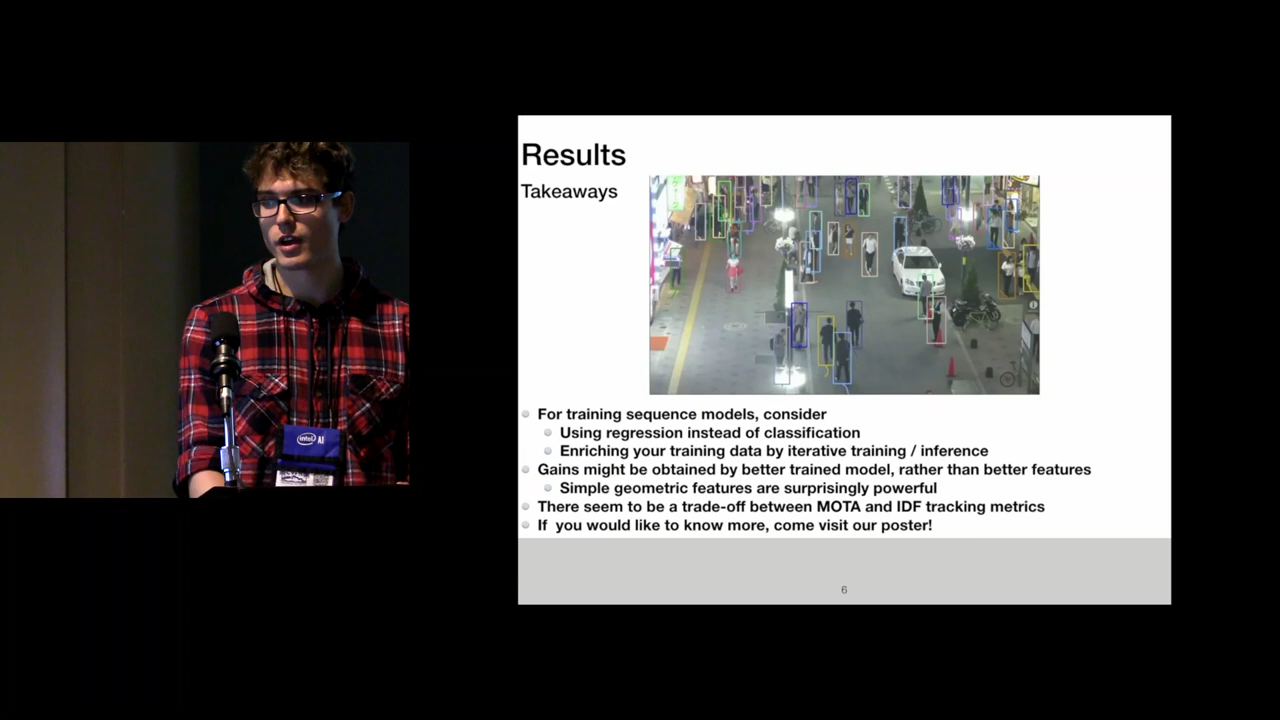 Results
Takeaways
For training sequence models, consider
Using regression instead of classification
Enriching your training data by iterative training / inference
Gains might be obtained by better trained model, rather than better features
Simple geometric features are surprisingly powerful
There seem to be a trade-off between MOTA and IDF tracking metrics
If you would like to know more, come visit our poster!
6
intel AI